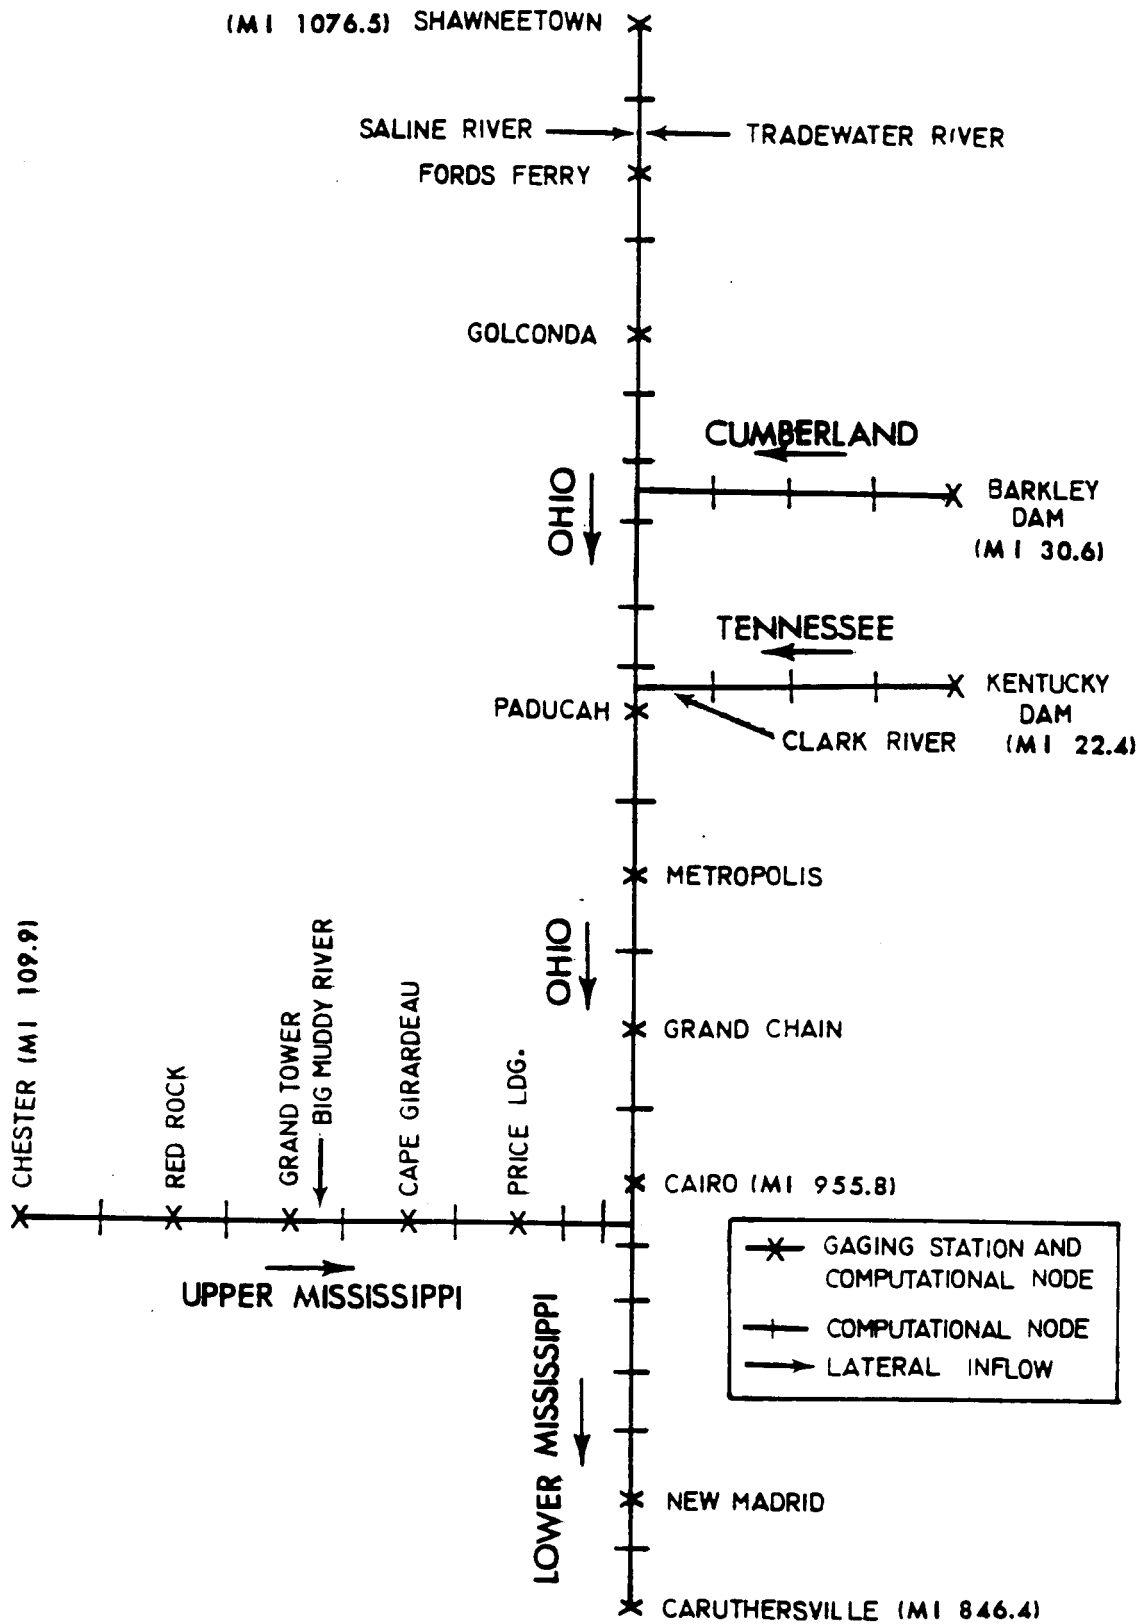 (MI 1076.5) SHAWNEETOWN
SALINE RIVER
TRADEWATER RIVER
FORDS FERRY
GOLCONDA
CUMBERLAND
OHIO
BARKLEY
DAM
(MI 30.6)
TENNESSEE
KENTUCKY
DAM
(MI 22.4)
PADUCAH
CLARK RIVER
METROPOLIS
OHIO
GRAND CHAIN
CHESTER (MI 109.9)
RED ROCK
GRAND TOWER
BIG MUDDY RIVER
CAPE GIRARDEAU
PRICE LDG.
CAIRO (MI 955.8)
UPPER MISSISSIPPI
GAGING STATION AND
COMPUTATIONAL NODE
COMPUTATIONAL NODE
LATERAL INFLOW
LOWER MISSISSIPPI
NEW MADRID
CARUTHERSVILLE (MI 846.4)